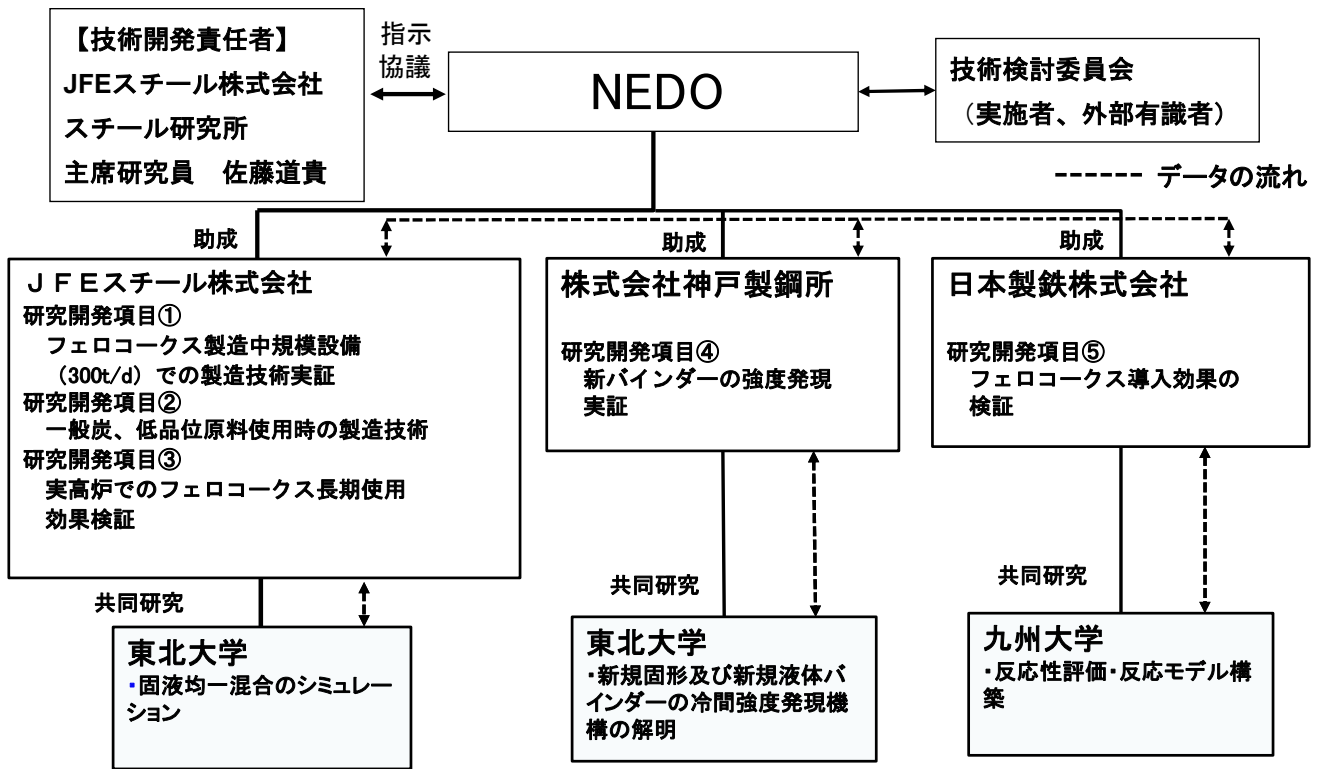 【技術開発責任者】
JFEスチール株式会社
スチール研究所
主席研究員　佐藤道貴
指示
協議
NEDO
技術検討委員会
（実施者、外部有識者）
データの流れ
助成
助成
助成
ＪＦＥスチール株式会社
研究開発項目①
フェロコークス製造中規模設備
（300t/d）での製造技術実証
研究開発項目②
一般炭、低品位原料使用時の製造技術
研究開発項目③
実高炉でのフェロコークス長期使用
効果検証
株式会社神戸製鋼所
研究開発項目④
新バインダーの強度発現
実証
日本製鉄株式会社
研究開発項目⑤
フェロコークス導入効果の
検証
共同研究
共同研究
共同研究
東北大学
・固液均一混合のシミュレー
ション
東北大学
・新規固形及び新規液体バ
インダーの冷間強度発現機
構の解明
九州大学
・反応性評価・反応モデル構
築